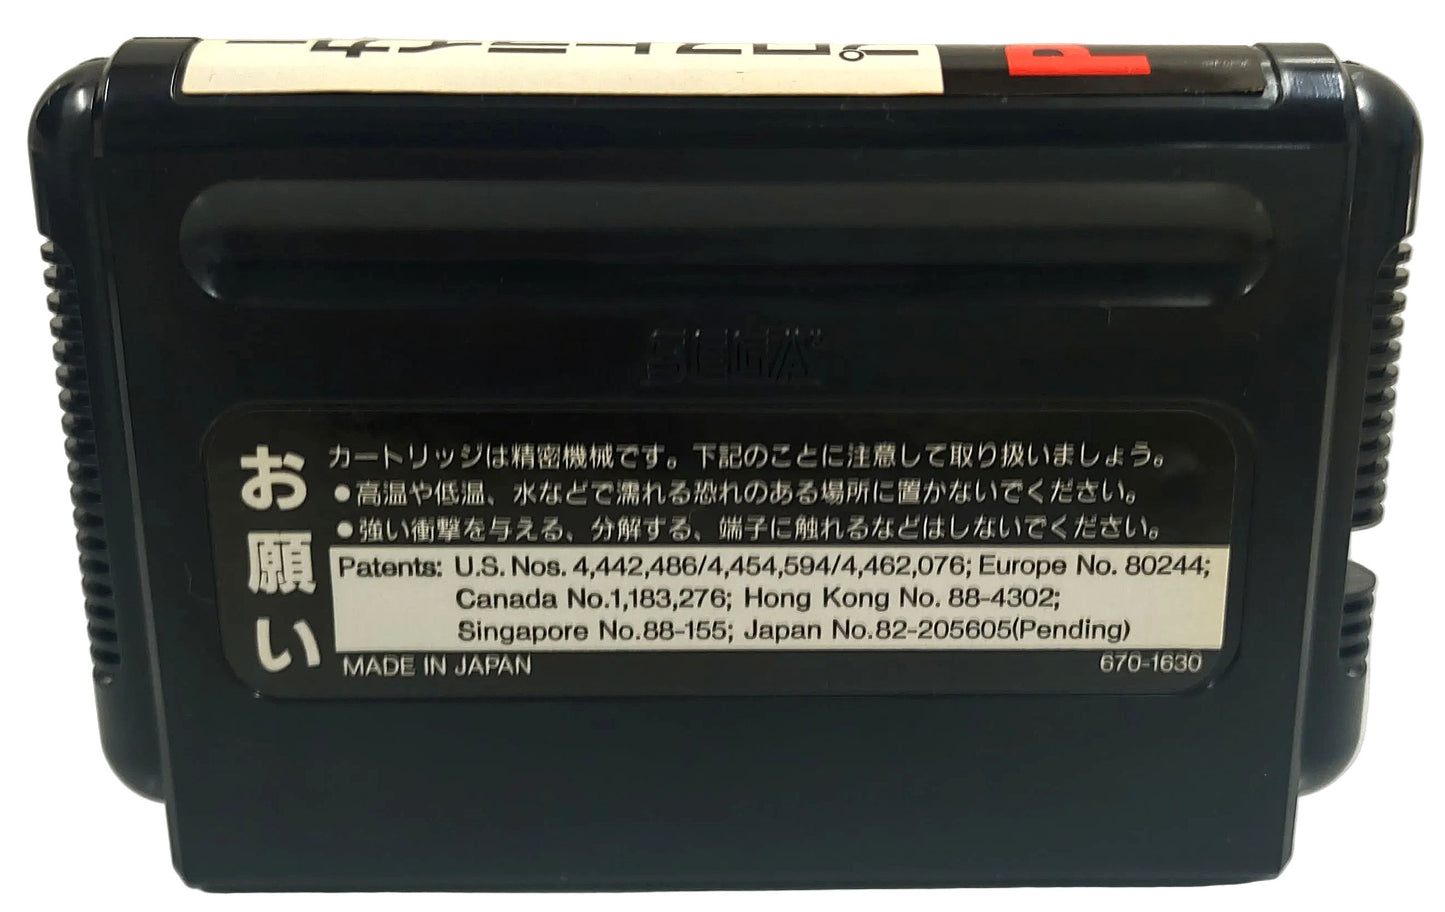 SEGA
お願い
カートリッジは精密機械です。下記のことに注意して取り扱いましょう。
●高温や低温、水などで濡れる恐れのある場所に置かないでください。
●強い衝撃を与える、分解する、端子に触れるなどはしないでください。
Patents: U.S. Nos. 4,442,486/4,454,594/4,462,076; Europe No. 80244;
Canada No.1,183,276; Hong Kong No. 88-4302;
Singapore No.88-155; Japan No.82-205605(Pending)
MADE IN JAPAN
670-1630